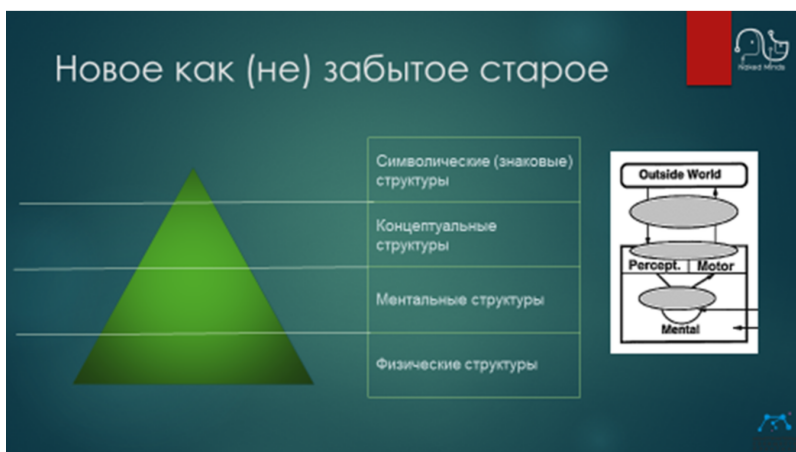 Новое как (не) забытое старое
Naked Minds
Символические (знаковые)
структуры
Концептуальные
структуры
Ментальные структуры
Физические структуры
Outside World
Percept.
Motor
Mental